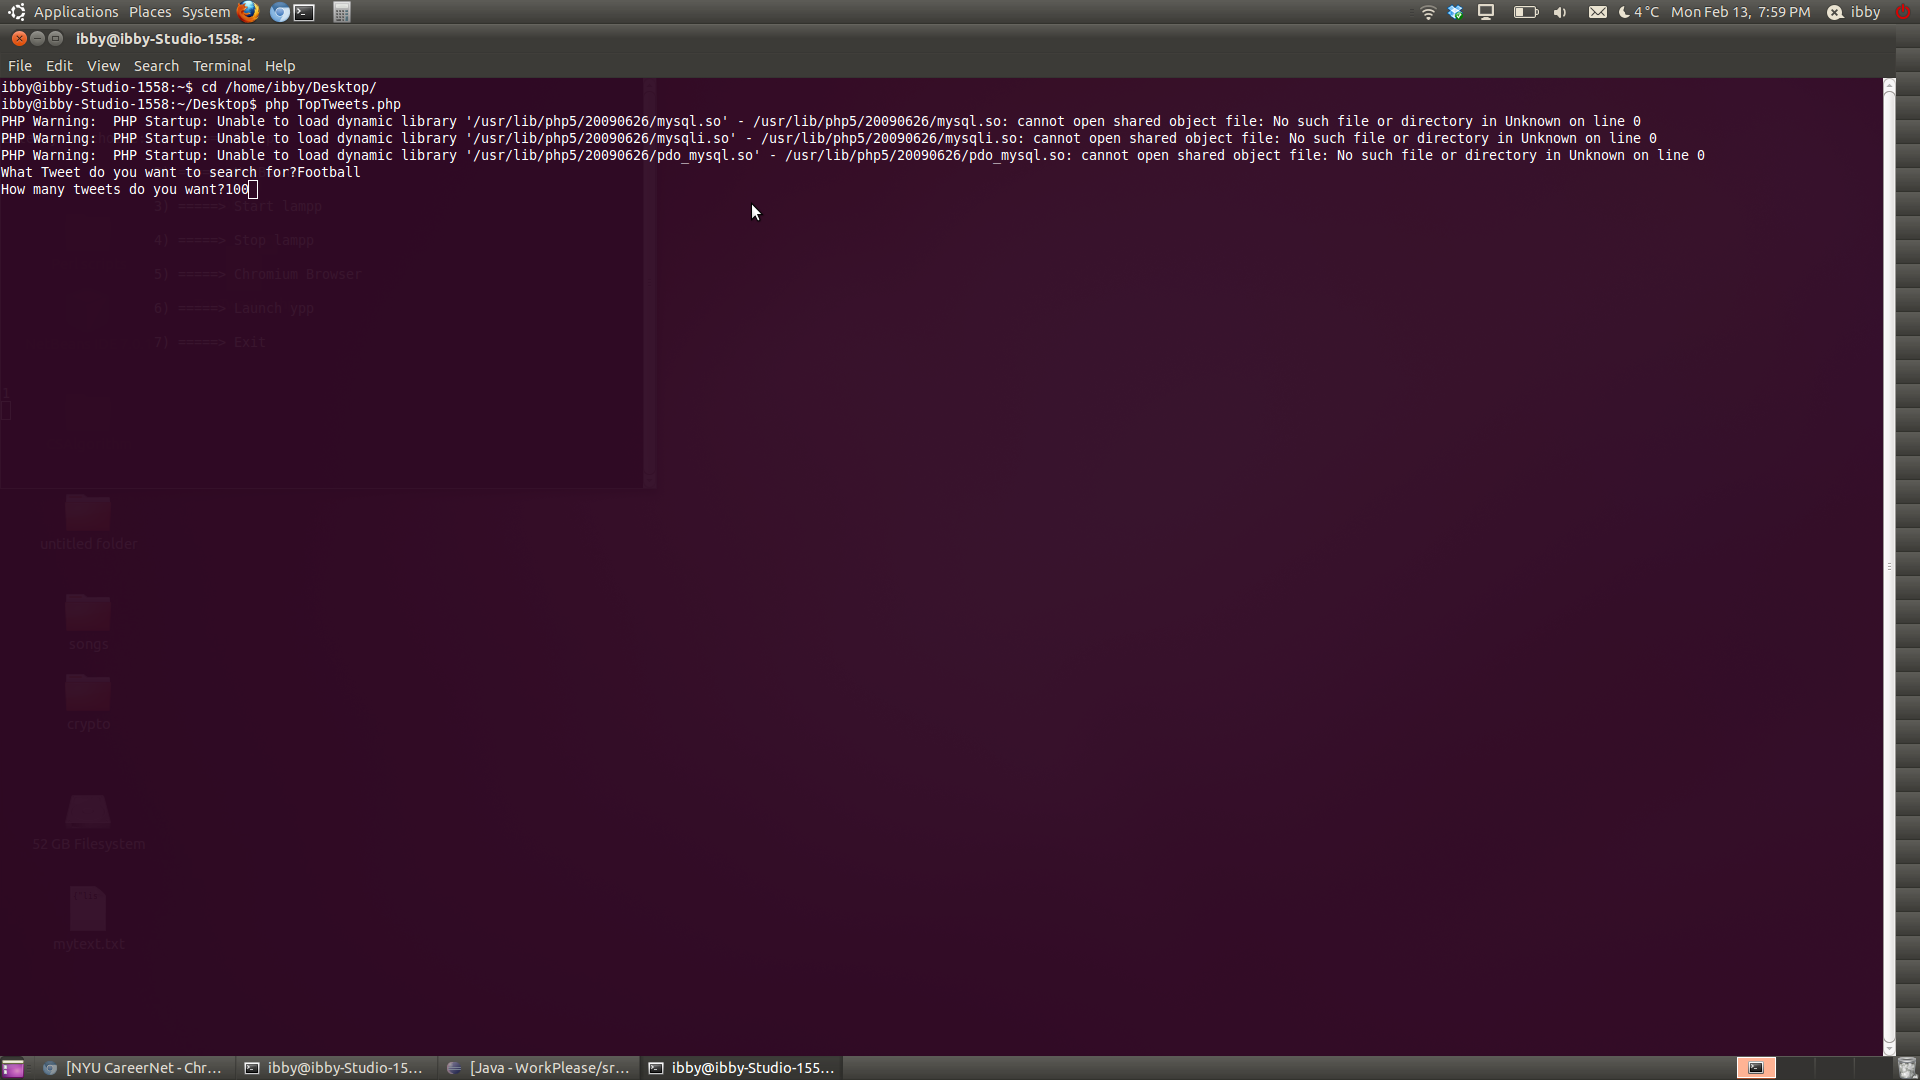 Applications Places System
4°C Mon Feb 13, 7:59 PM ibby
ibby@ibby-Studio-1558: ~
File Edit View Search Terminal Help
ibby@ibby-Studio-1558:~$ cd /home/ibby/Desktop/
ibby@ibby-Studio-1558:~/Desktop$ php TopTweets.php
PHP Warning:  PHP Startup: Unable to load dynamic library '/usr/lib/php5/20090626/mysql.so' - /usr/lib/php5/20090626/mysql.so: cannot open shared object file: No such file or directory in Unknown on line 0
PHP Warning:  PHP Startup: Unable to load dynamic library '/usr/lib/php5/20090626/mysqli.so' - /usr/lib/php5/20090626/mysqli.so: cannot open shared object file: No such file or directory in Unknown on line 0
PHP Warning:  PHP Startup: Unable to load dynamic library '/usr/lib/php5/20090626/pdo_mysql.so' - /usr/lib/php5/20090626/pdo_mysql.so: cannot open shared object file: No such file or directory in Unknown on line 0
What Tweet do you want to search for?Football
How many tweets do you want?100
3) =====> Start lampp
4) =====> Stop lampp
5) =====> Chromium Browser
6) =====> Launch ypp
7) =====> Exit
1
untitled folder
songs
crypto
52 GB Filesystem
mytext.txt
[NYU CareerNet - Chr...
ibby@ibby-Studio-15...
[Java - WorkPlease/sr...
ibby@ibby-Studio-155...